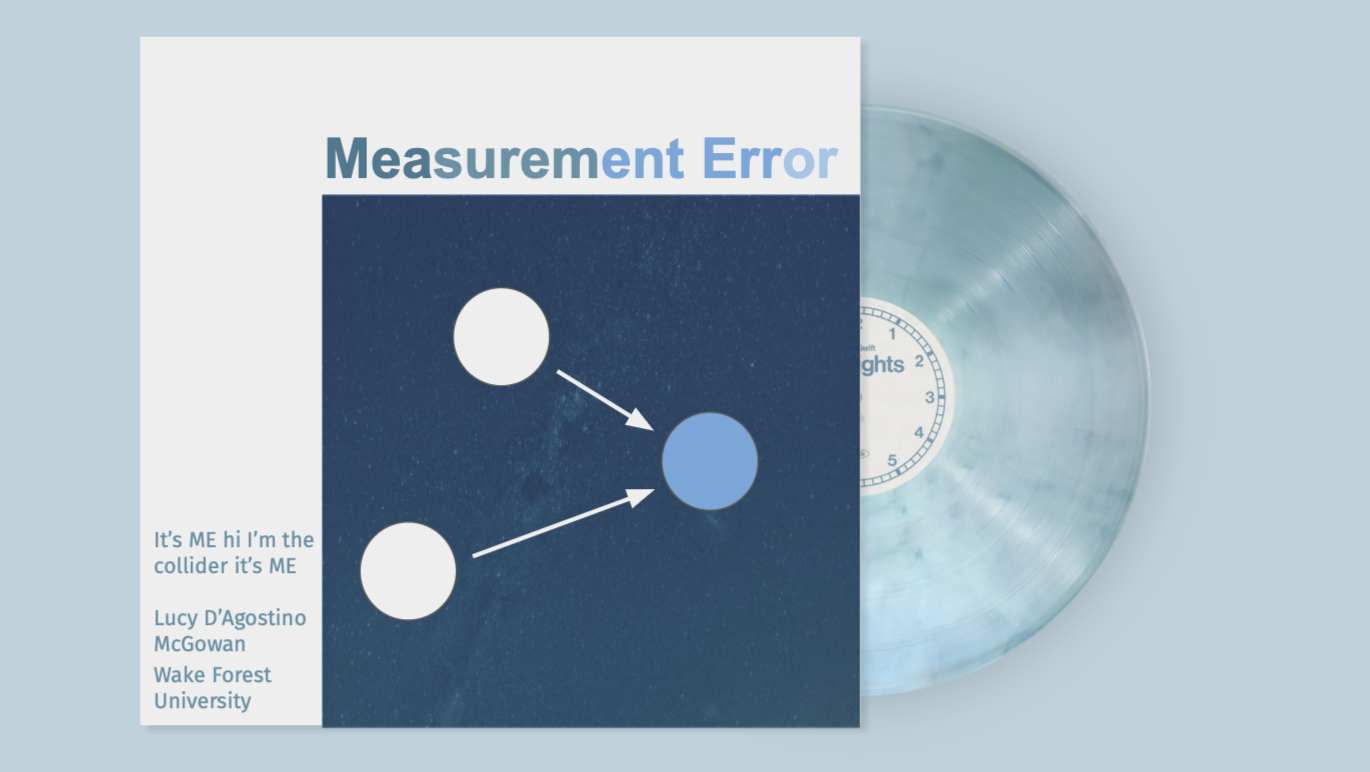 Measurement Error
It's ME hi I'm the
collider it's ME
Lucy D'Agostino
McGowan
Wake Forest
University
1
2
3
4
5